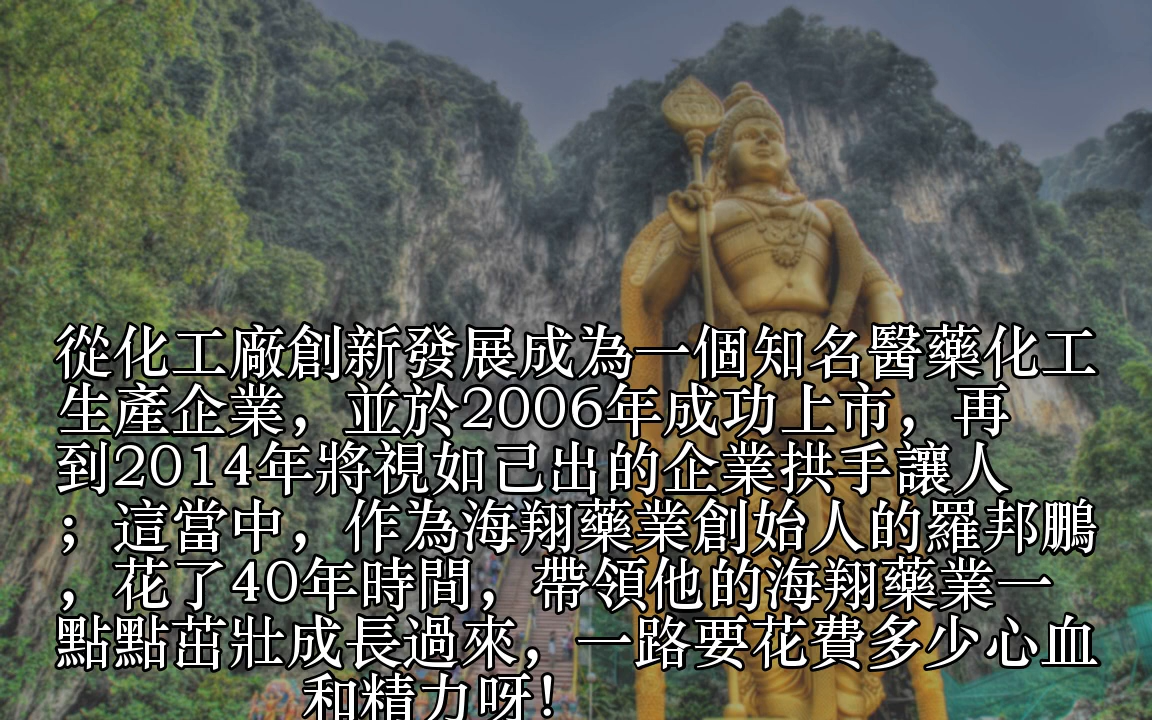 從化工廠創新發展成為一個知名醫藥化工
生產企業，並於2006年成功上市，再
到2014年將視如己出的企業拱手讓人
；這當中，作為海翔藥業創始人的羅邦鵬
，花了40年時間，帶領他的海翔藥業一
點點茁壯成長過來，一路要花費多少心血
和精力呀！